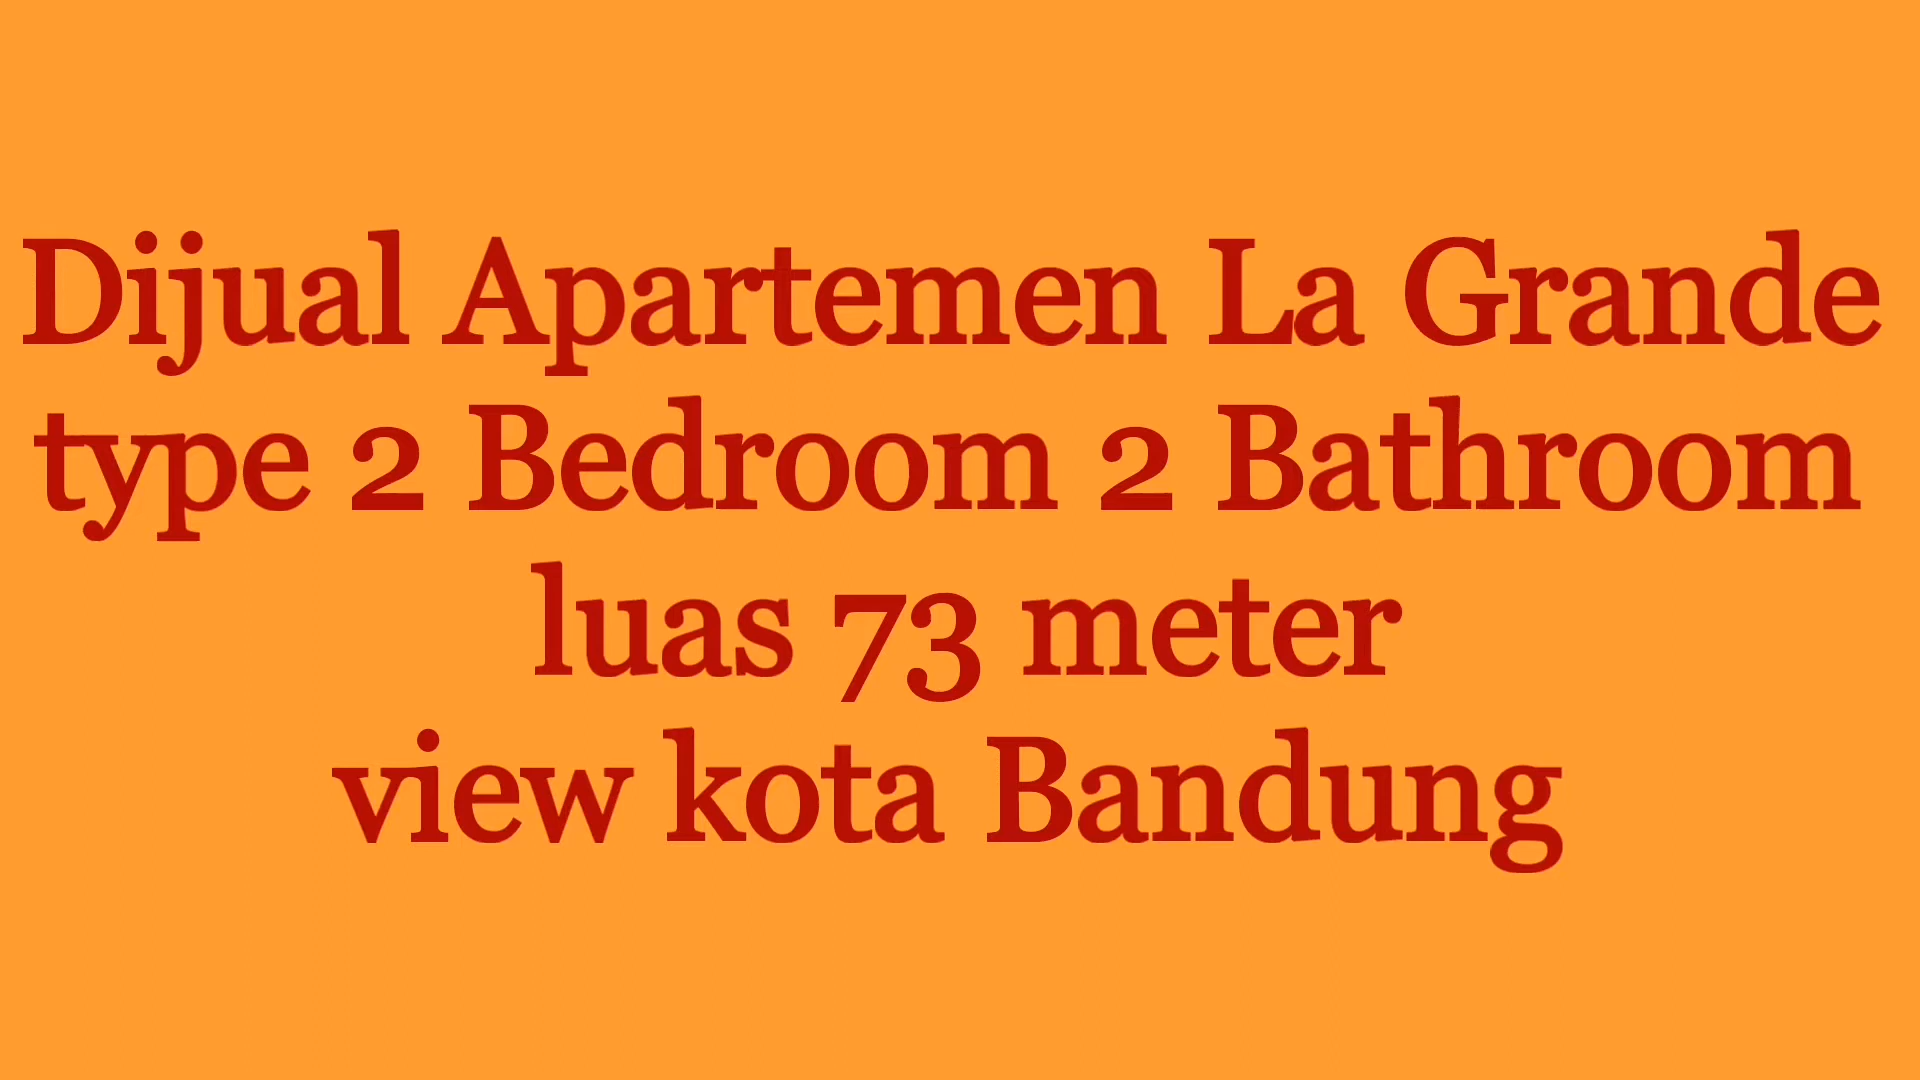 Dijual Apartemen La Grande
type 2 Bedroom 2 Bathroom
luas 73 meter
view kota Bandung